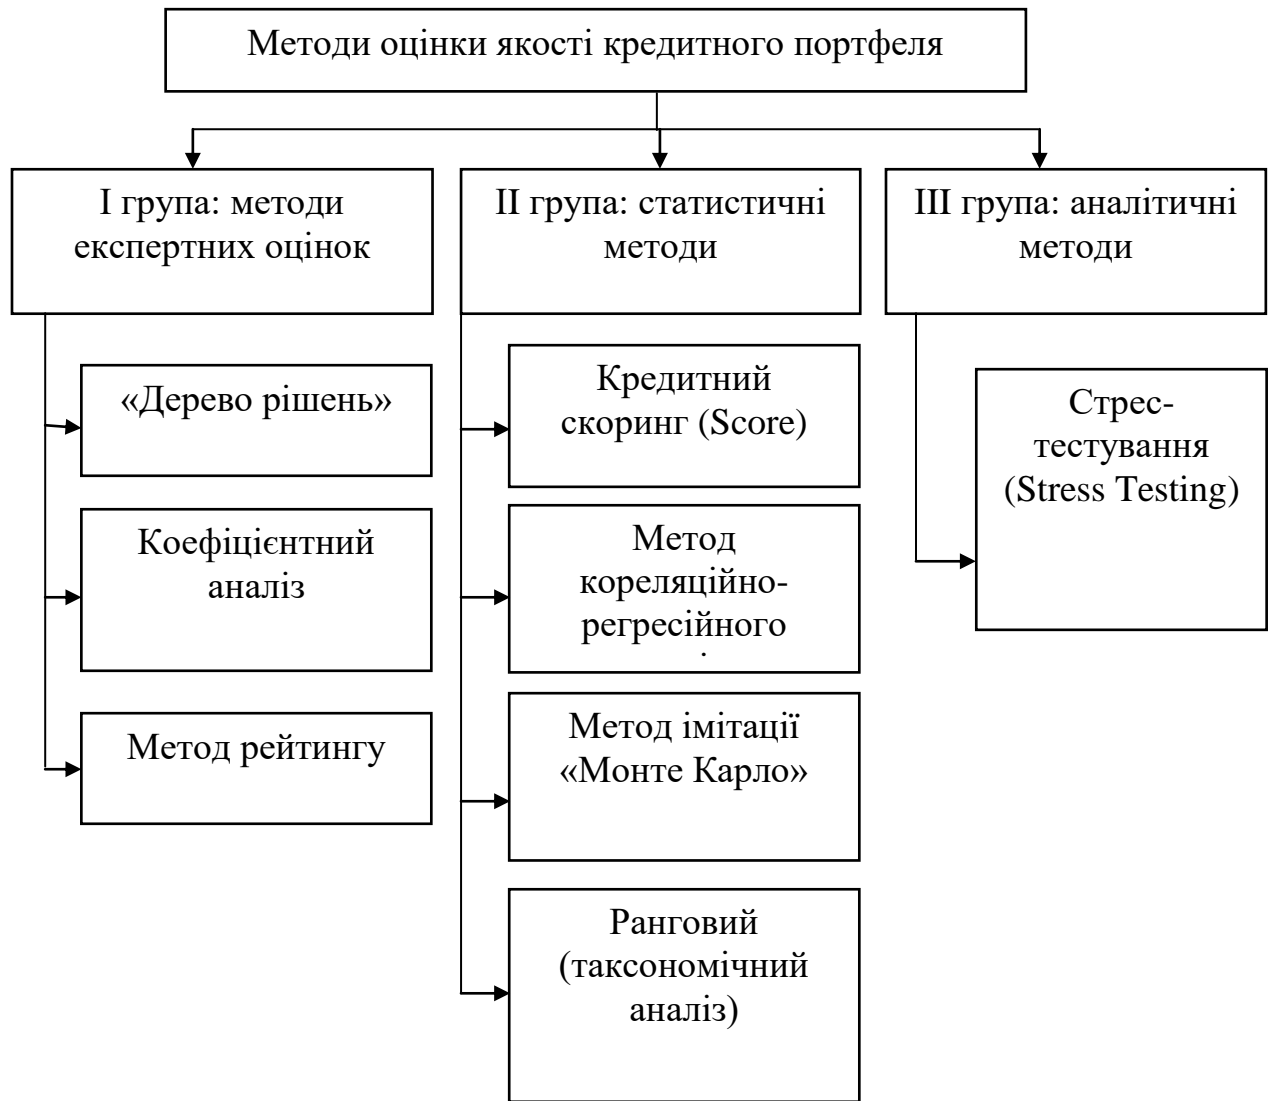 Методи оцінки якості кредитного портфеля
I група: методи
експертних оцінок
II група: статистичні
методи
III група: аналітичні
методи
«Дерево рішень»
Коефіцієнтний
аналіз
Метод рейтингу
Кредитний
скоринг (Score)
Метод
кореляційно-
регресійного
Метод імітації
«Монте Карло»
Ранговий
(таксономічний
аналіз)
Стрес-
тестування
(Stress Testing)